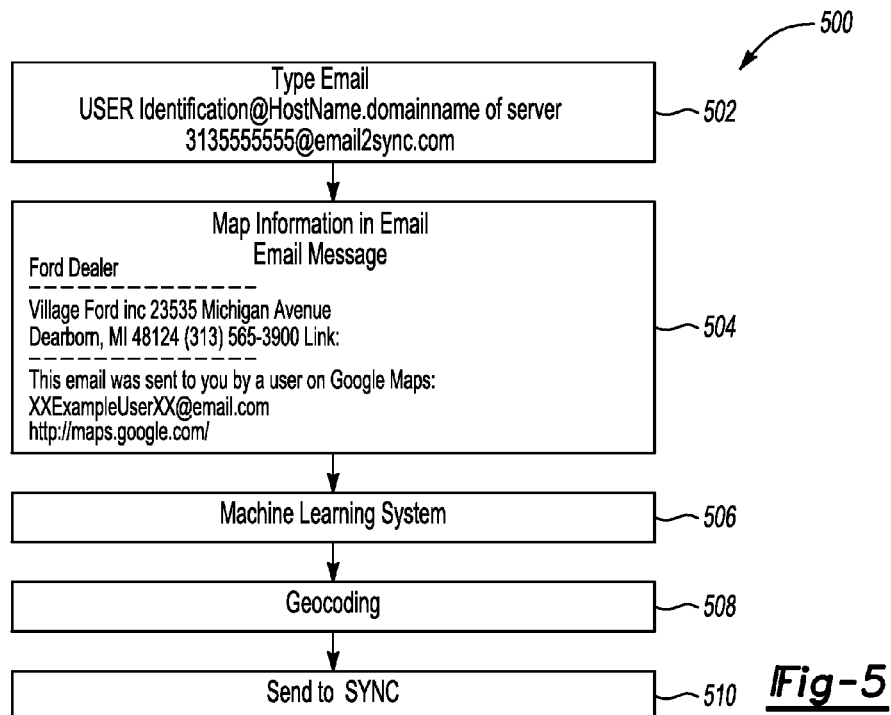 500
Type Email
USER Identification@HostName.domainname of server
3135555555@email2sync.com
502
Map Information in Email
Email Message
Ford Dealer
Village Ford inc 23535 Michigan Avenue
Dearborn, MI 48124 (313) 565-3900 Link:
This email was sent to you by a user on Google Maps:
XXExampleUserXX@email.com
http://maps.google.com/
504
Machine Learning System
506
Geocoding
508
Send to SYNC
510
Fig-5